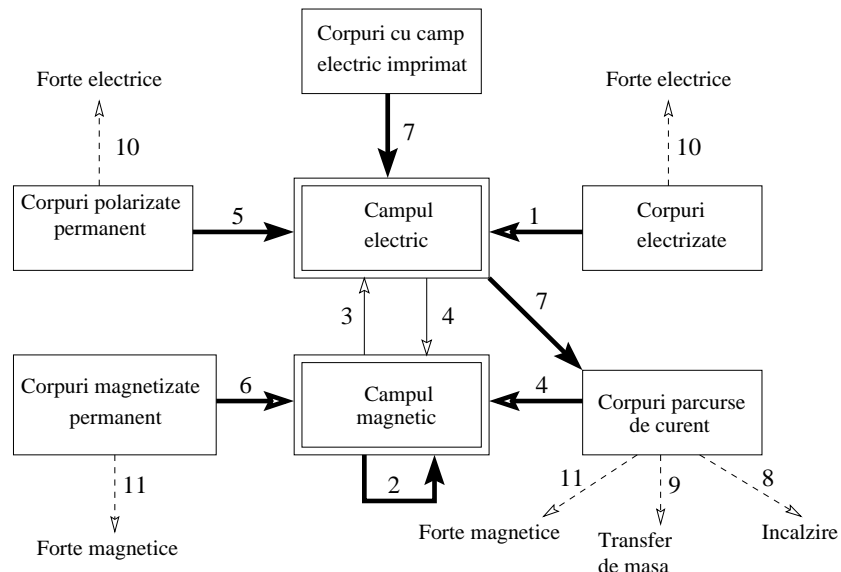 Corpuri cu camp
electric imprimat
Forte electrice
Forte electrice
7
10
10
Corpuri polarizate
permanent
5
Campul
electric
1
Corpuri
electrizate
3
4
7
Corpuri magnetizate
permanent
6
Campul
magnetic
4
Corpuri parcurse
de curent
2
11
11
9
8
Forte magnetice
Forte magnetice
Transfer
de masa
Incalzire